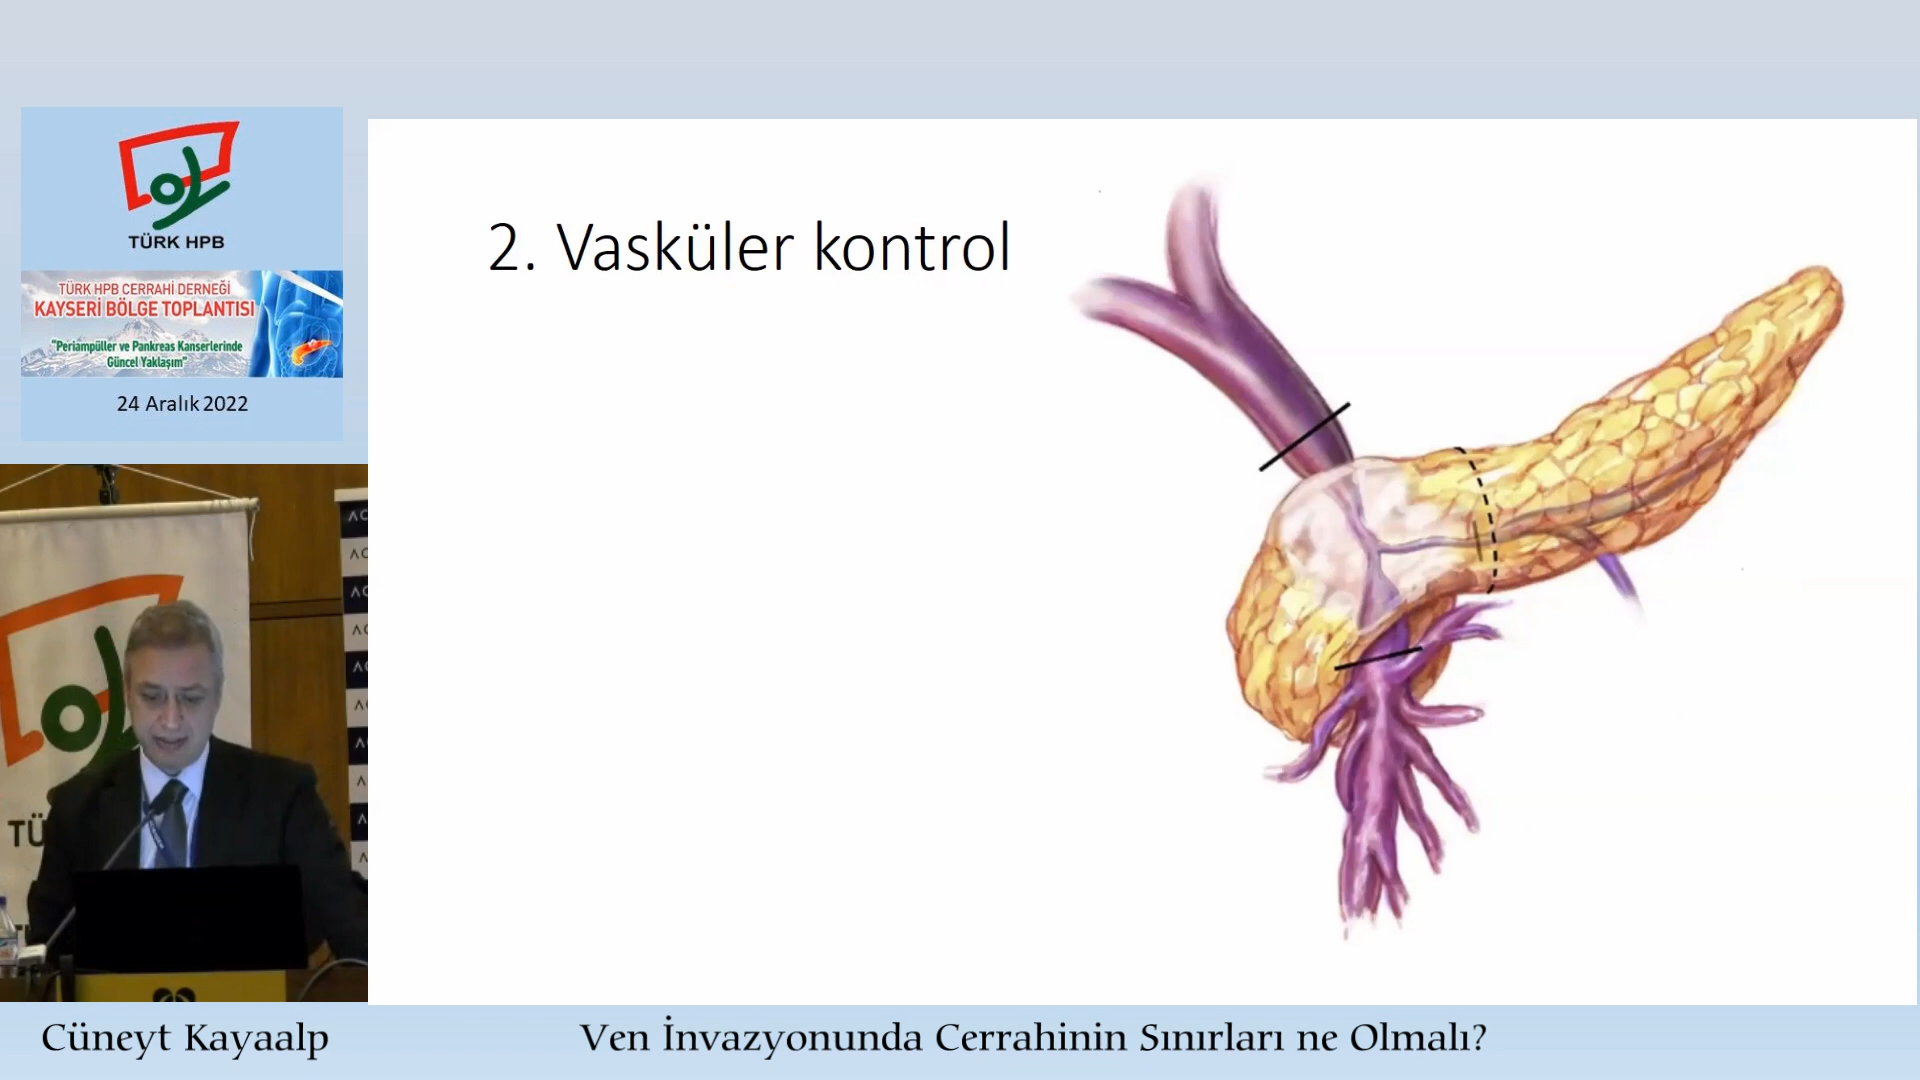 TÜRK HPB
TÜRK HPB CERRAHİ DERNEĞİ
KAYSERİ BÖLGE TOPLANTISI
"Periampüller ve Pankreas Kanserlerinde
Güncel Yaklaşım"
24 Aralık 2022
2. Vasküler kontrol
TÜ
Cüneyt Kayaalp
Ven İnvazyonunda Cerrahinin Sınırları ne Olmalı?